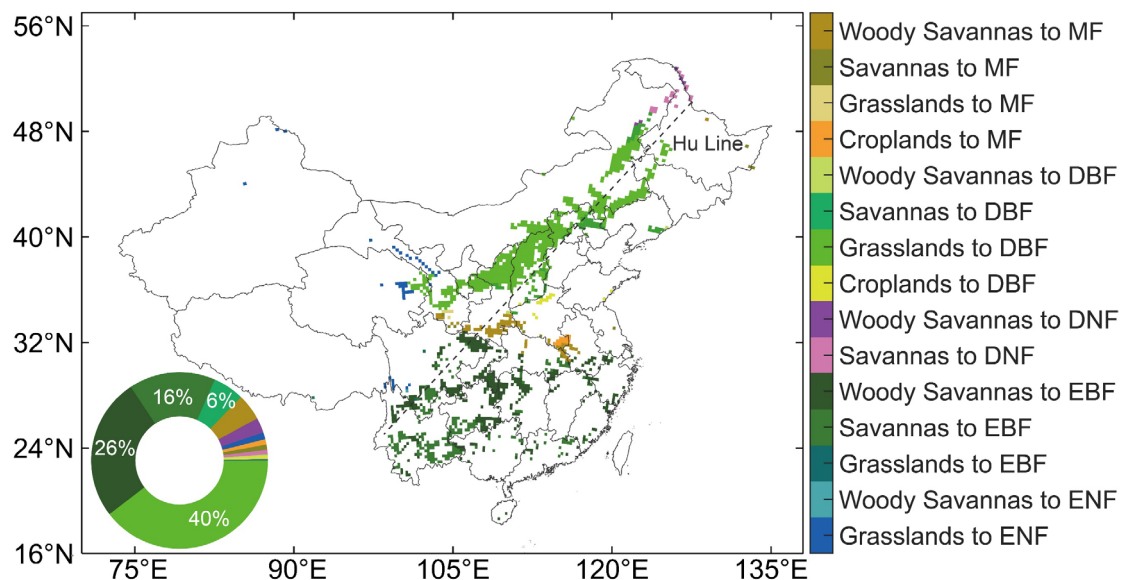 56°N
48°N
40°N
32°N
24°N
16°N
75°E
90°E
105°E
120°E
135°E
Hu Line
16%
6%
26%
40%
Woody Savannas to MF
Savannas to MF
Grasslands to MF
Croplands to MF
Woody Savannas to DBF
Savannas to DBF
Grasslands to DBF
Croplands to DBF
Woody Savannas to DNF
Savannas to DNF
Woody Savannas to EBF
Savannas to EBF
Grasslands to EBF
Woody Savannas to ENF
Grasslands to ENF